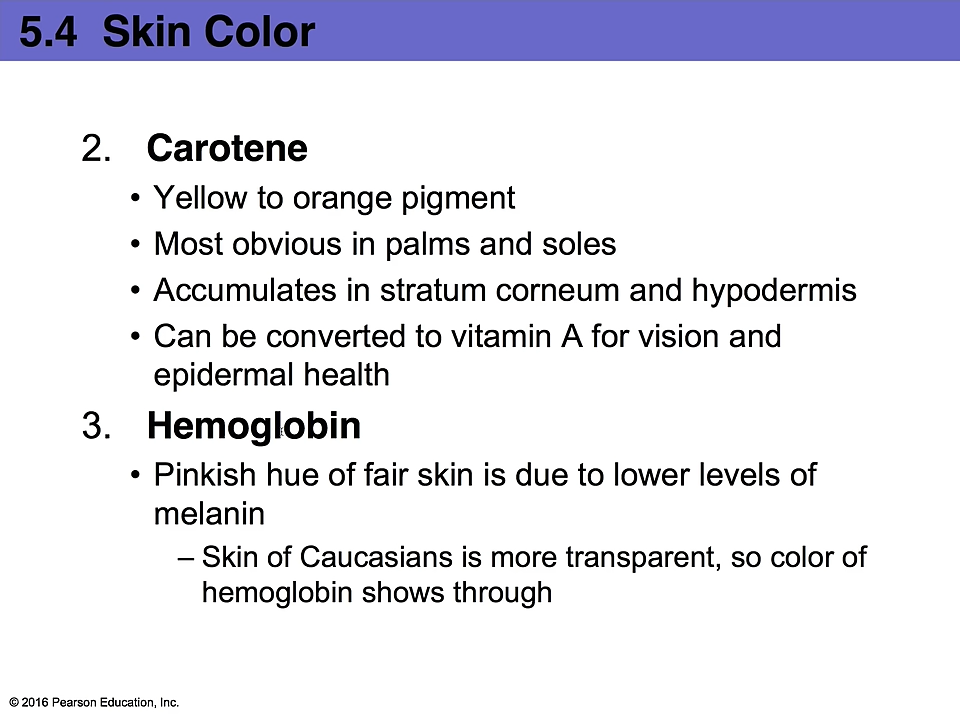 5.4 Skin Color
2. Carotene
• Yellow to orange pigment
• Most obvious in palms and soles
• Accumulates in stratum corneum and hypodermis
• Can be converted to vitamin A for vision and
epidermal health
3. Hemoglobin
• Pinkish hue of fair skin is due to lower levels of
melanin
– Skin of Caucasians is more transparent, so color of
hemoglobin shows through
© 2016 Pearson Education, Inc.